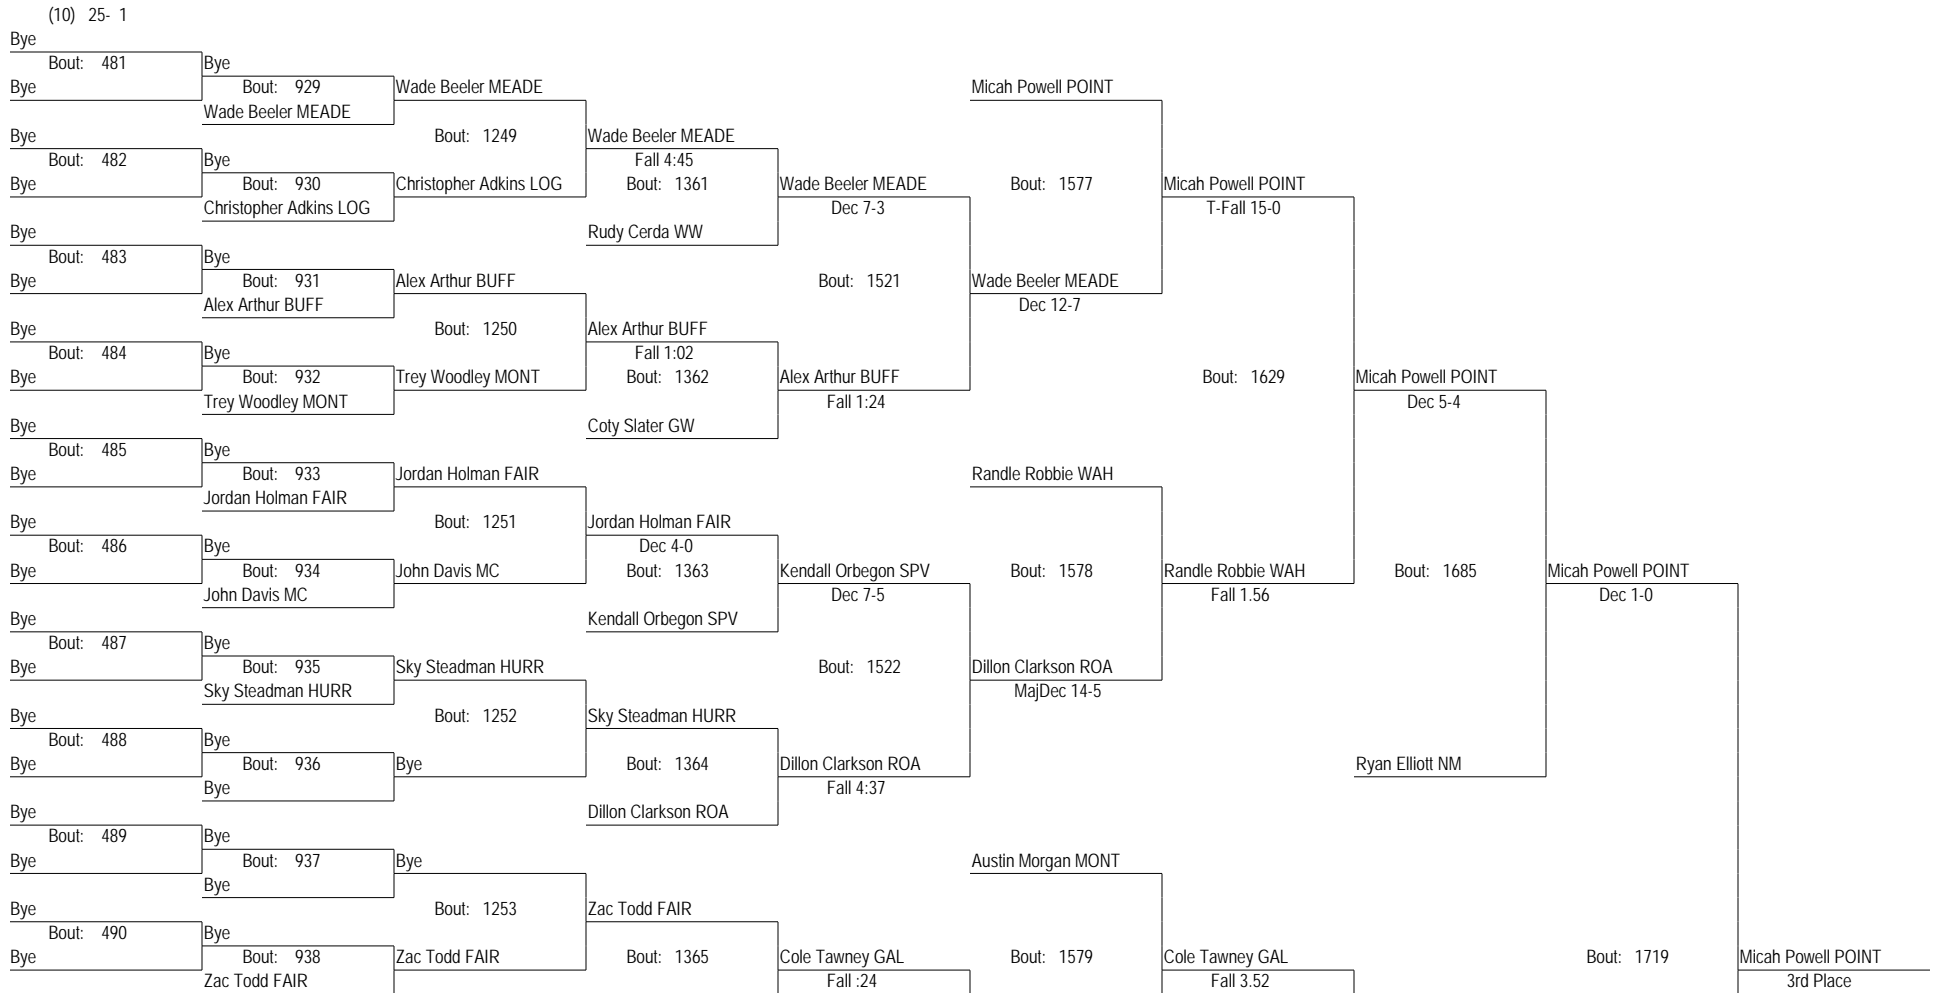 (10) 25- 1
Bye
Bout: 481 Bye
Bye Bout: 929 Wade Beeler MEADE Micah Powell POINT
Wade Beeler MEADE
Bye Bout: 1249 Wade Beeler MEADE
Bout: 482 Bye Fall 4:45
Bye Bout: 930 Christopher Adkins LOG Bout: 1361 Wade Beeler MEADE Bout: 1577 Micah Powell POINT
Christopher Adkins LOG Dec 7-3 T-Fall 15-0
Bye Rudy Cerda WW
Bout: 483 Bye
Bye Bout: 931 Alex Arthur BUFF Bout: 1521 Wade Beeler MEADE
Alex Arthur BUFF Dec 12-7
Bye Bout: 1250 Alex Arthur BUFF
Bout: 484 Bye Fall 1:02
Bye Bout: 932 Trey Woodley MONT Bout: 1362 Alex Arthur BUFF Bout: 1629 Micah Powell POINT
Trey Woodley MONT Fall 1:24 Dec 5-4
Bye Coty Slater GW
Bout: 485 Bye
Bye Bout: 933 Jordan Holman FAIR Randle Robbie WAH
Jordan Holman FAIR
Bye Bout: 1251 Jordan Holman FAIR
Bout: 486 Bye Dec 4-0
Bye Bout: 934 John Davis MC Bout: 1363 Kendall Orbegon SPV Bout: 1578 Randle Robbie WAH Bout: 1685 Micah Powell POINT
John Davis MC Dec 7-5 Fall 1.56 Dec 1-0
Bye Kendall Orbegon SPV
Bout: 487 Bye
Bye Bout: 935 Sky Steadman HURR Bout: 1522 Dillon Clarkson ROA
Sky Steadman HURR MajDec 14-5
Bye Bout: 1252 Sky Steadman HURR
Bout: 488 Bye
Bye Bout: 936 Bye Bout: 1364 Dillon Clarkson ROA Ryan Elliott NM
Bye Fall 4:37
Bye Dillon Clarkson ROA
Bout: 489 Bye
Bye Bout: 937 Bye Austin Morgan MONT
Bye
Bye Bout: 1253 Zac Todd FAIR
Bout: 490 Bye
Bye Bout: 938 Zac Todd FAIR Bout: 1365 Cole Tawney GAL Bout: 1579 Cole Tawney GAL Bout: 1719 Micah Powell POINT
Zac Todd FAIR Fall :24 Fall 3.52 3rd Place